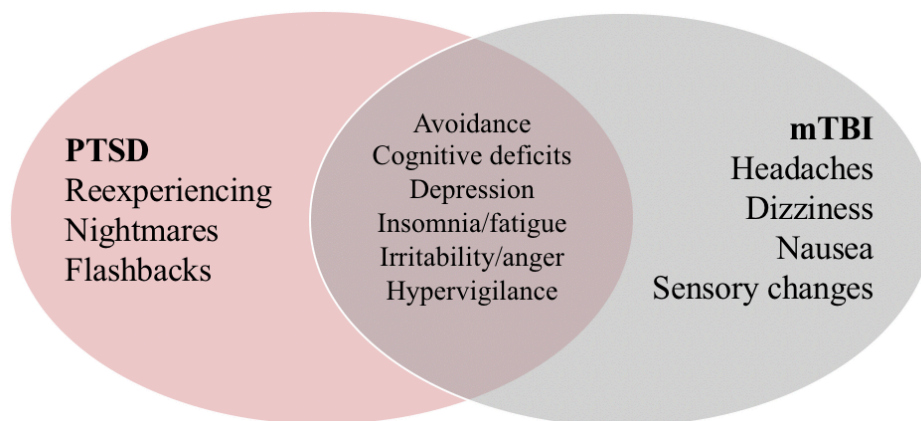 PTSD
Reexperiencing
Nightmares
Flashbacks
Avoidance
Cognitive deficits
Depression
Insomnia/fatigue
Irritability/anger
Hypervigilance
mTBI
Headaches
Dizziness
Nausea
Sensory changes